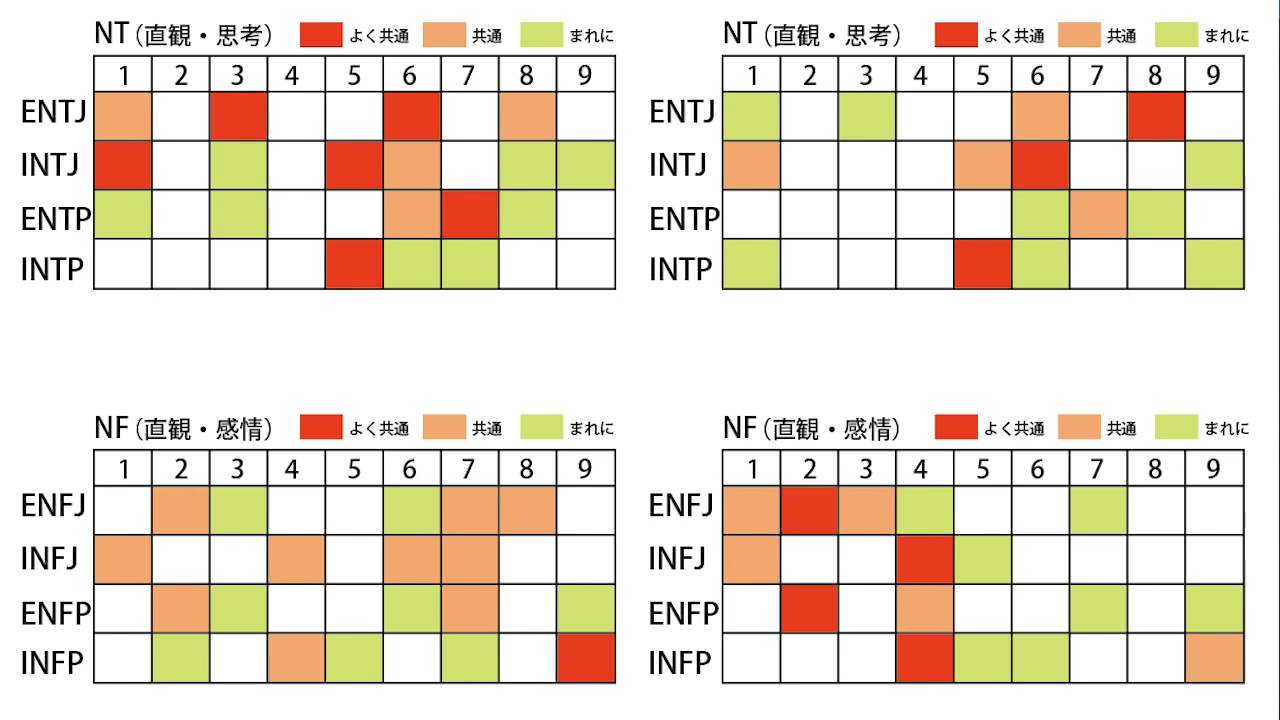 NT（直観・思考） よく共通 共通 まれに
1 2 3 4 5 6 7 8 9
ENTJ
INTJ
ENTP
INTP
NT（直観・思考） よく共通 共通 まれに
1 2 3 4 5 6 7 8 9
ENTJ
INTJ
ENTP
INTP
NF（直観・感情） よく共通 共通 まれに
1 2 3 4 5 6 7 8 9
ENFJ
INFJ
ENFP
INFP
NF（直観・感情） よく共通 共通 まれに
1 2 3 4 5 6 7 8 9
ENFJ
INFJ
ENFP
INFP